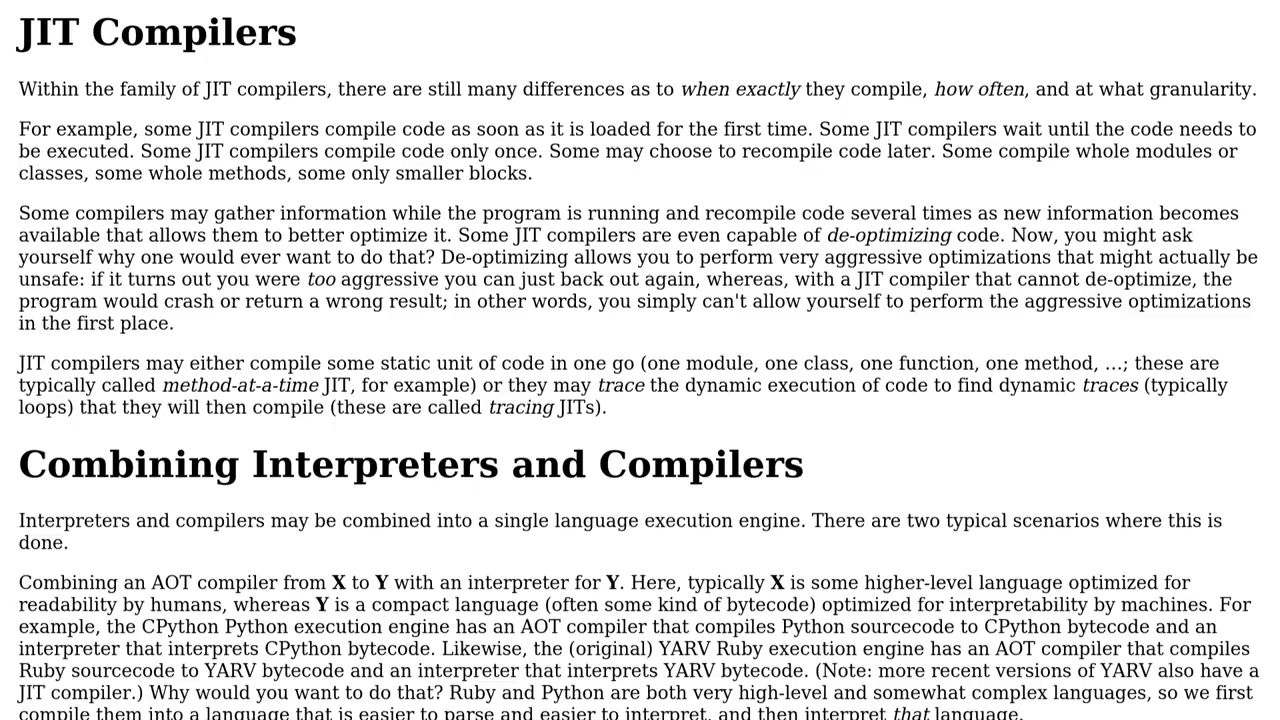 JIT Compilers
Within the family of JIT compilers, there are still many differences as to when exactly they compile, how often, and at what granularity.
For example, some JIT compilers compile code as soon as it is loaded for the first time. Some JIT compilers wait until the code needs to
be executed. Some JIT compilers compile code only once. Some may choose to recompile code later. Some compile whole modules or
classes, some whole methods, some only smaller blocks.
Some compilers may gather information while the program is running and recompile code several times as new information becomes
available that allows them to better optimize it. Some JIT compilers are even capable of de-optimizing code. Now, you might ask
yourself why one would ever want to do that? De-optimizing allows you to perform very aggressive optimizations that might actually be
unsafe: if it turns out you were too aggressive you can just back out again, whereas, with a JIT compiler that cannot de-optimize, the
program would crash or return a wrong result; in other words, you simply can't allow yourself to perform the aggressive optimizations
in the first place.
JIT compilers may either compile some static unit of code in one go (one module, one class, one function, one method, …; these are
typically called method-at-a-time JIT, for example) or they may trace the dynamic execution of code to find dynamic traces (typically
loops) that they will then compile (these are called tracing JITs).
Combining Interpreters and Compilers
Interpreters and compilers may be combined into a single language execution engine. There are two typical scenarios where this is
done.
Combining an AOT compiler from X to Y with an interpreter for Y. Here, typically X is some higher-level language optimized for
readability by humans, whereas Y is a compact language (often some kind of bytecode) optimized for interpretability by machines. For
example, the CPython Python execution engine has an AOT compiler that compiles Python sourcecode to CPython bytecode and an
interpreter that interprets CPython bytecode. Likewise, the (original) YARV Ruby execution engine has an AOT compiler that compiles
Ruby sourcecode to YARV bytecode and an interpreter that interprets YARV bytecode. (Note: more recent versions of YARV also have a
JIT compiler.) Why would you want to do that? Ruby and Python are both very high-level and somewhat complex languages, so we first
compile them into a language that is easier to parse and easier to interpret, and then interpret that language.